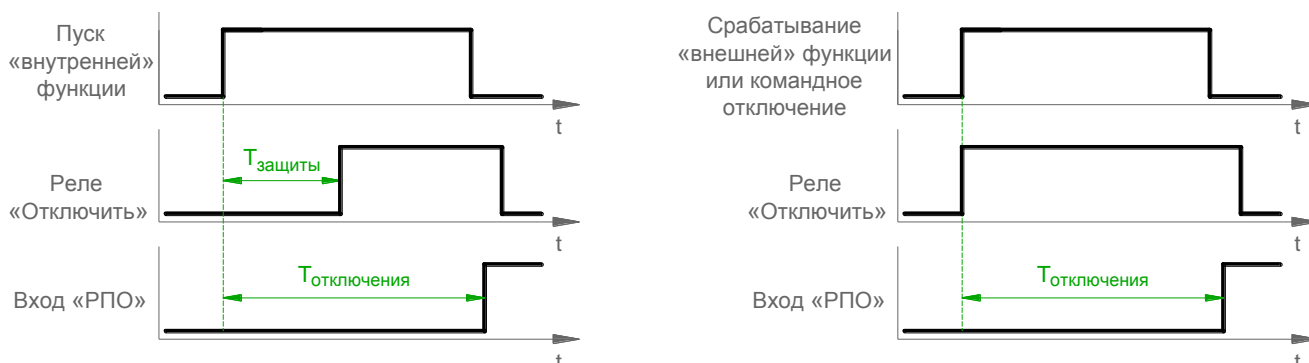 Пуск
«внутренней»
функции
t
Тзащиты
Реле
«Отключить»
t
Тотключения
Вход «РПО»
t
Срабатывание
«внешней» функции
или командное
отключение
t
Реле
«Отключить»
t
Тотключения
Вход «РПО»
t